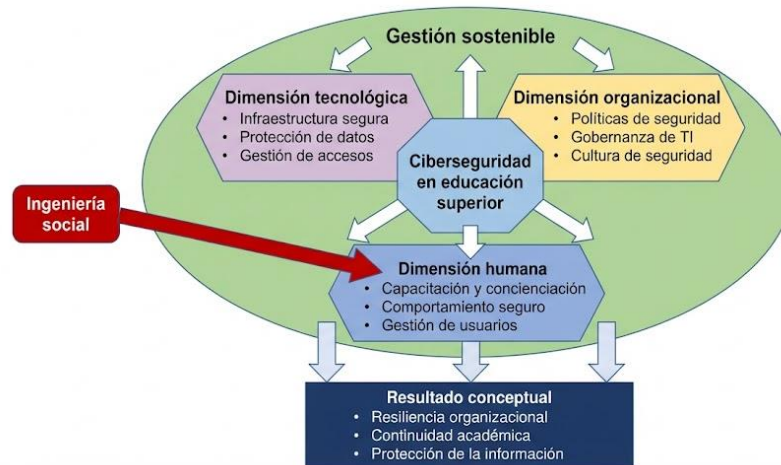 Gestión sostenible
Dimensión tecnológica
• Infraestructura segura
• Protección de datos
• Gestión de accesos
Dimensión organizacional
• Políticas de seguridad
• Gobernanza de TI
• Cultura de seguridad
Ciberseguridad
en educación
superior
Ingeniería
social
Dimensión humana
• Capacitación y concienciación
• Comportamiento seguro
• Gestión de usuarios
Resultado conceptual
• Resiliencia organizacional
• Continuidad académica
• Protección de la información